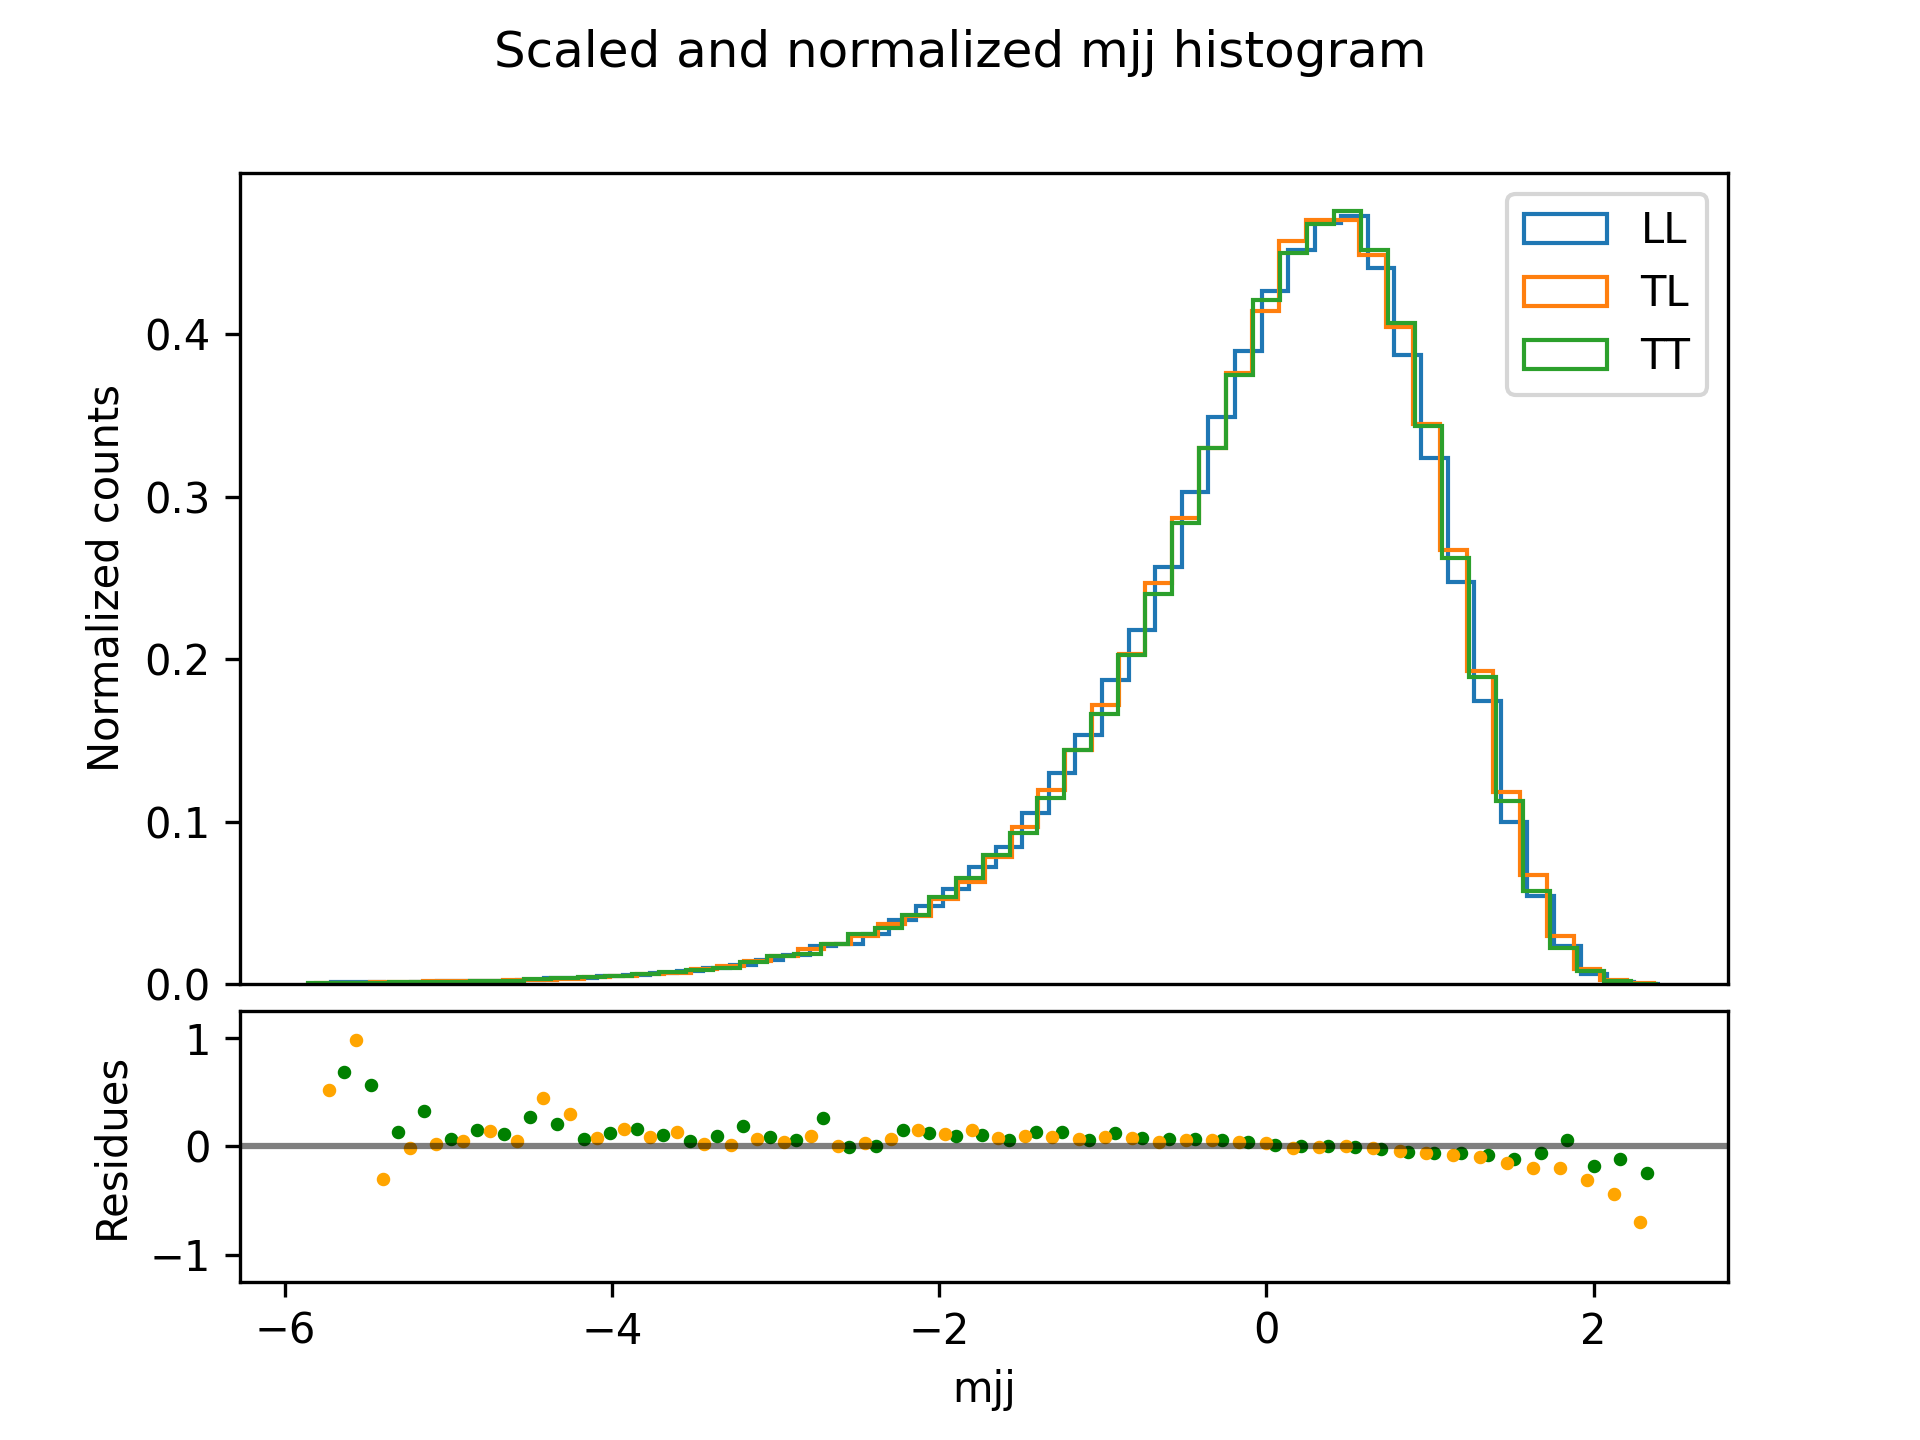 Scaled and normalized mjj histogram
LL
TL
TT
Normalized counts
0.4
0.3
0.2
0.1
0.0
Residues
1
0
−1
−6
−4
−2
0
2
mjj